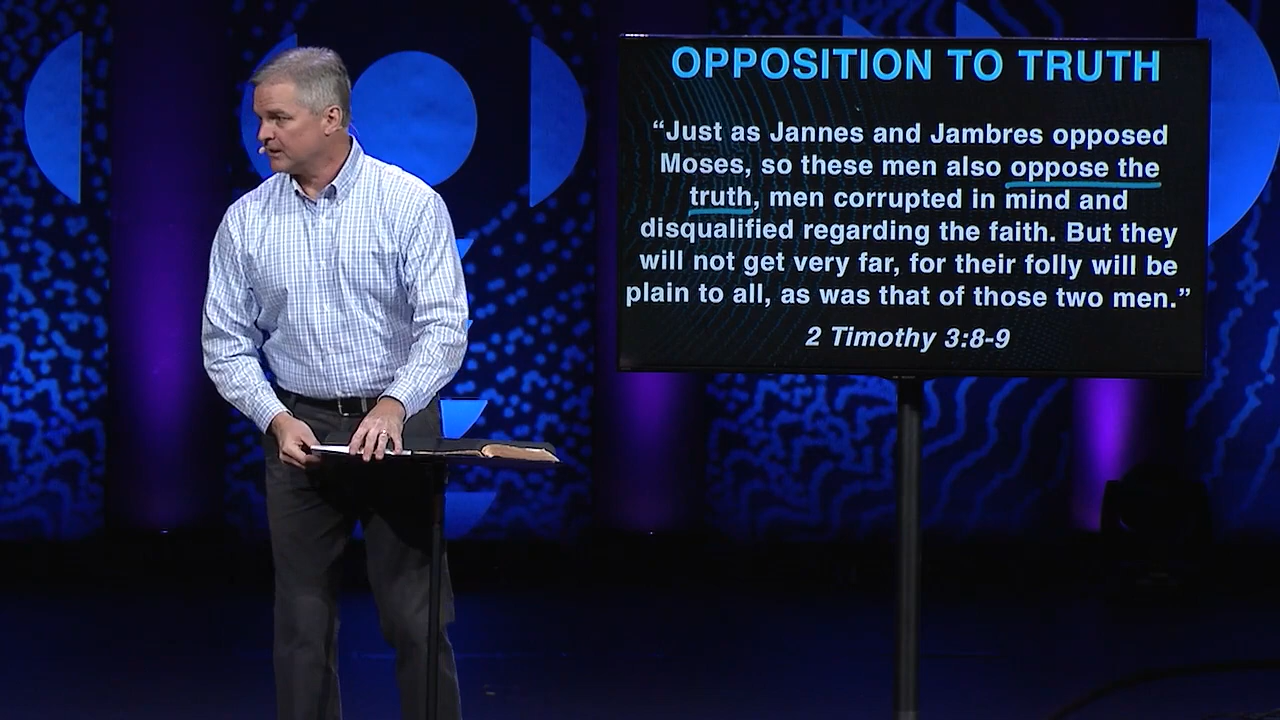 OPPOSITION TO TRUTH
“Just as Jannes and Jambres opposed
Moses, so these men also oppose the
truth, men corrupted in mind and
disqualified regarding the faith. But they
will not get very far, for their folly will be
plain to all, as was that of those two men.”
2 Timothy 3:8-9